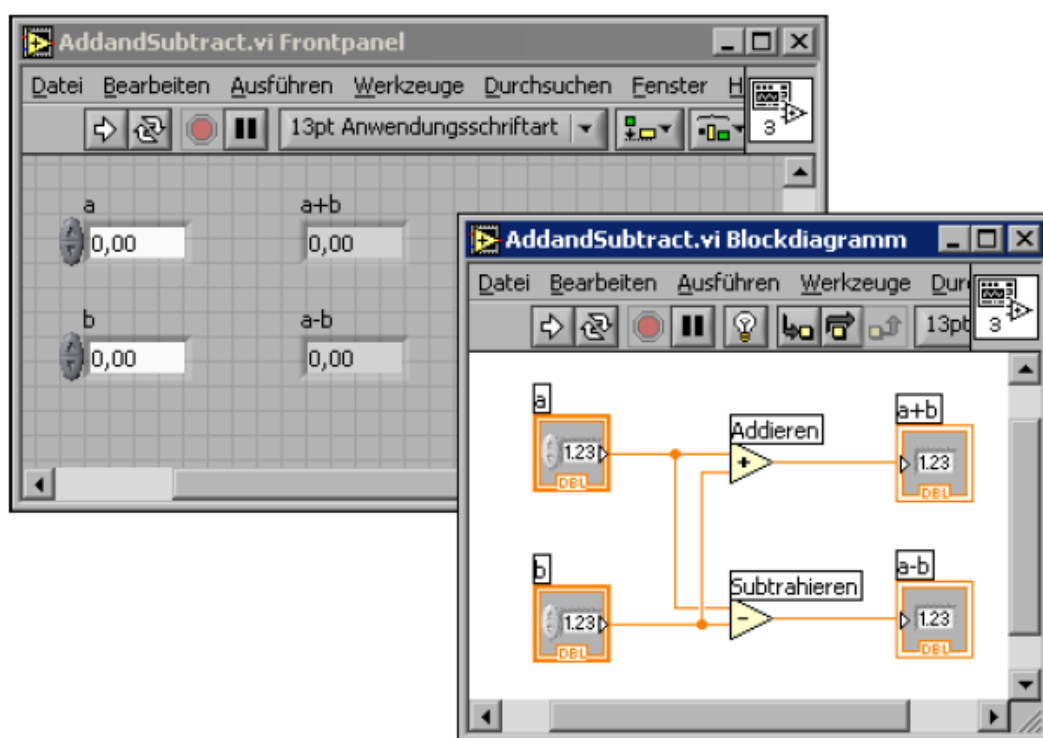 AddandSubtract.vi Frontpanel
Datei Bearbeiten Ausführen Werkzeuge Durchsuchen Fenster H
13pt Anwendungsschriftart
3
a
0,00
a+b
0,00
b
0,00
a-b
0,00
AddandSubtract.vi Blockdiagramm
Datei Bearbeiten Ausführen Werkzeuge Dur
13pt
3
a
1.23
DBL
Addieren
+
a+b
1.23
DBL
b
1.23
DBL
Subtrahieren
-
a-b
1.23
DBL